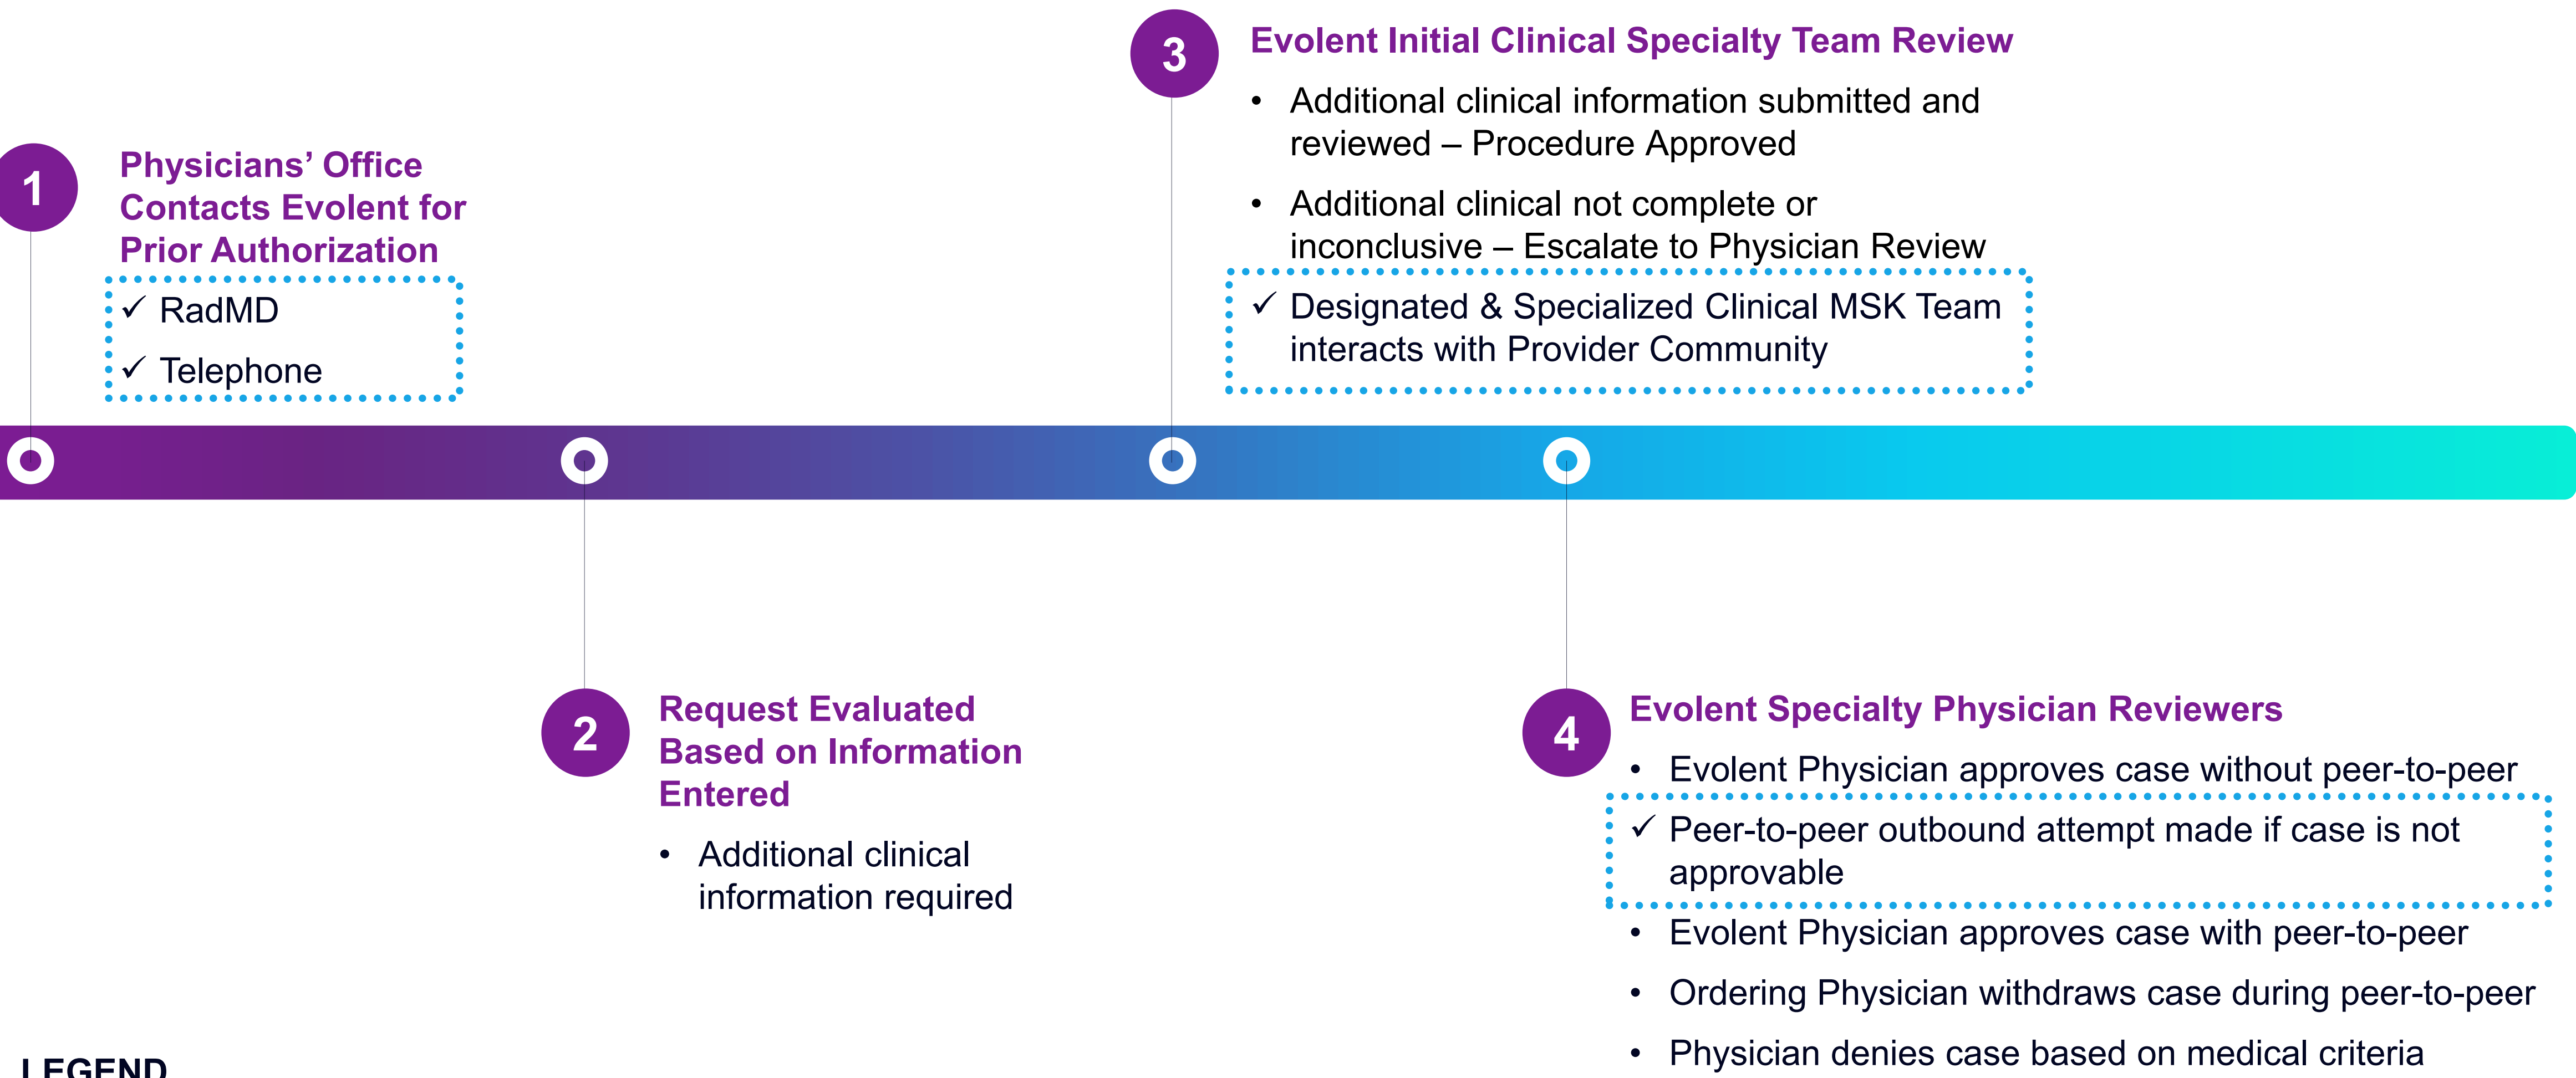 1
Physicians’ Office
Contacts Evolent for
Prior Authorization
✓ RadMD
✓ Telephone
2
Request Evaluated
Based on Information
Entered
• Additional clinical
information required
3
Evolent Initial Clinical Specialty Team Review
• Additional clinical information submitted and
reviewed – Procedure Approved
• Additional clinical not complete or
inconclusive – Escalate to Physician Review
✓ Designated & Specialized Clinical MSK Team
interacts with Provider Community
4
Evolent Specialty Physician Reviewers
• Evolent Physician approves case without peer-to-peer
✓ Peer-to-peer outbound attempt made if case is not
approvable
• Evolent Physician approves case with peer-to-peer
• Ordering Physician withdraws case during peer-to-peer
• Physician denies case based on medical criteria
LEGEND